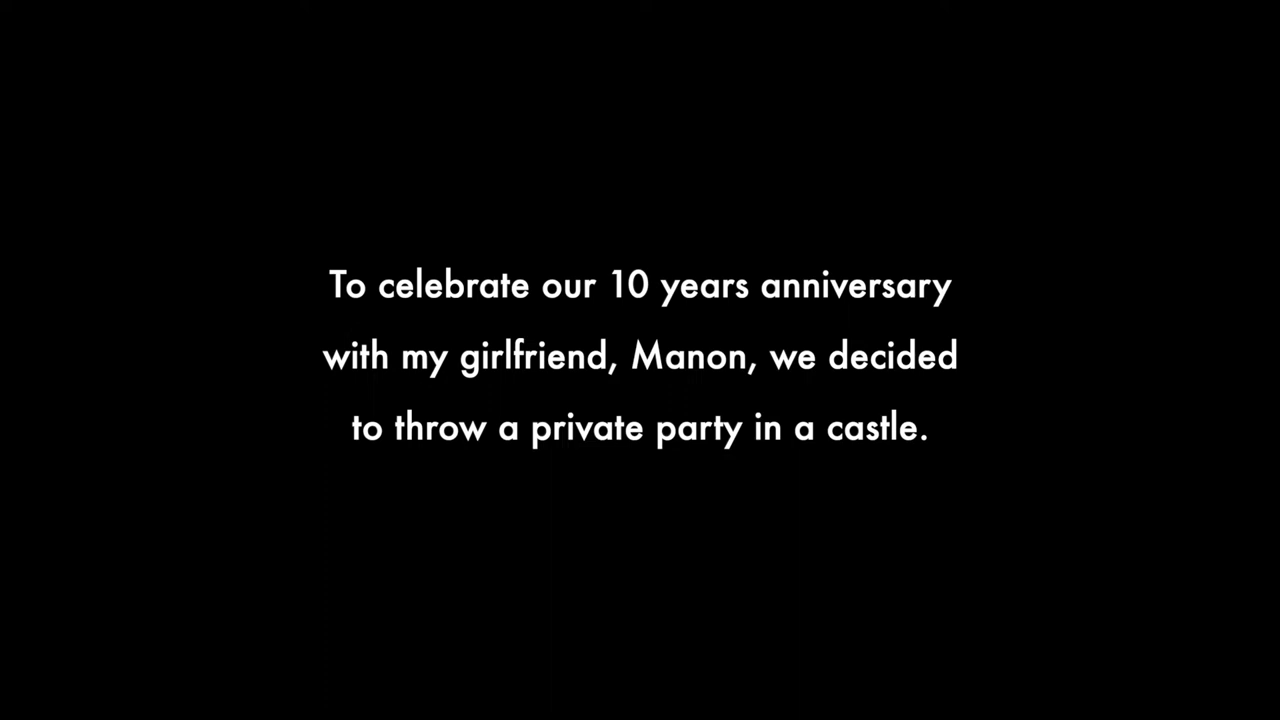 To celebrate our 10 years anniversary
with my girlfriend, Manon, we decided
to throw a private party in a castle.